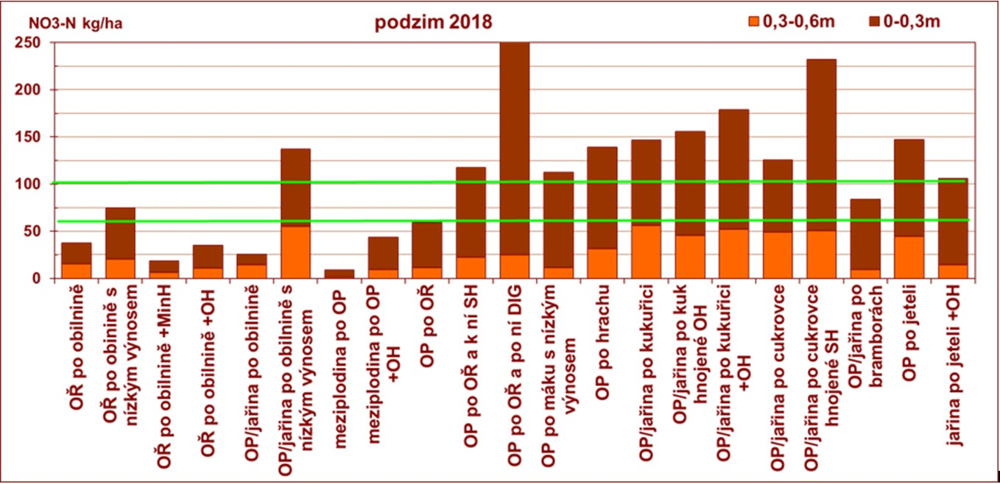 NO3-N kg/ha
podzim 2018
0,3-0,6m
0-0,3m
250
200
150
100
50
0
OŘ po obilnině
OŘ po obinině s
nízkým výnosem
OŘ po obilnině +MinH
OŘ po obilnině +OH
OP/jařina po obilnině
OP/jařina po obilnině s
nízkým výnosem
meziplodina po OP
meziplodina po OP
+OH
OP po OŘ
OP po OŘ a k ní SH
OP po OŘ a po ní DIG
OP po máku s nízkým
výnosem
OP po hrachu
OP/jařina po kukuřici
OP/jařina po kuk
hnojené OH
OP/jařina po kukuřici
+OH
OP/jařina po cukrovce
OP/jařina po cukrovce
hnojené SH
OP/jařina po
bramborách
OP po jeteli
jařina po jeteli +OH